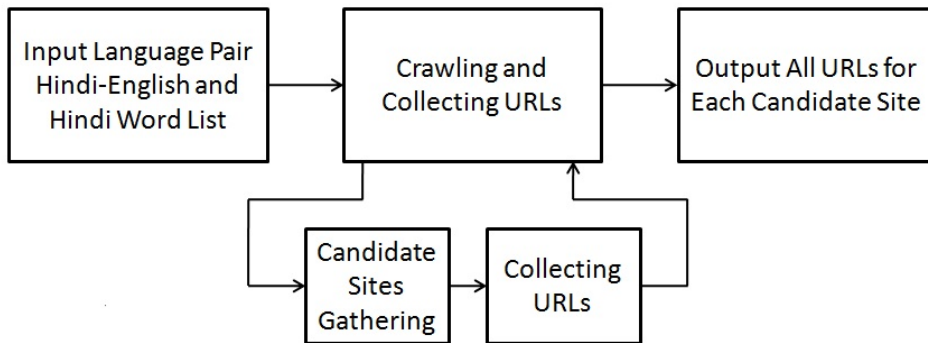 Input Language Pair
Hindi-English and
Hindi Word List
Crawling and
Collecting URLs
Output All URLs for
Each Candidate Site
Candidate
Sites
Gathering
Collecting
URLs